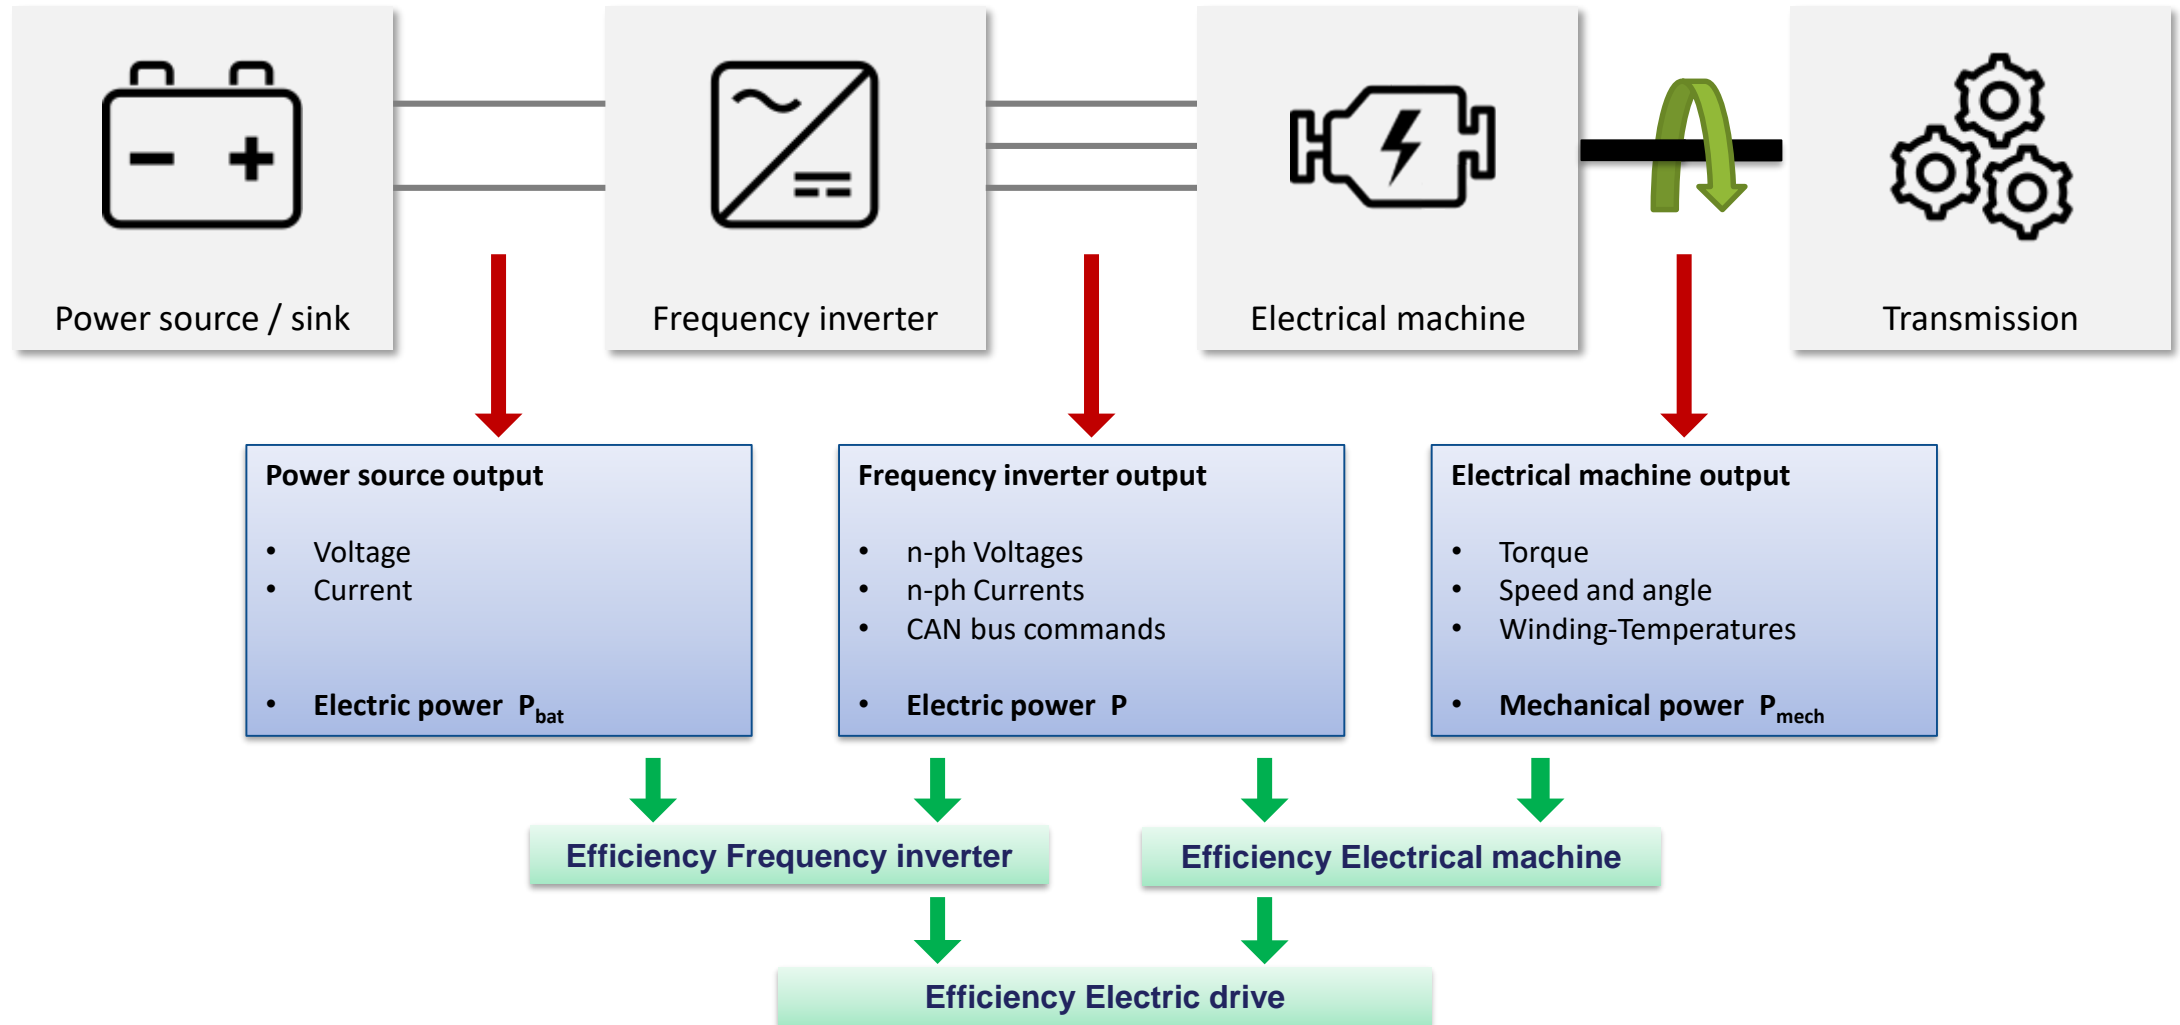 Power source / sink
Frequency inverter
Electrical machine
Transmission
Power source output
• Voltage
• Current
• Electric power P_bat
Frequency inverter output
• n-ph Voltages
• n-ph Currents
• CAN bus commands
• Electric power P
Electrical machine output
• Torque
• Speed and angle
• Winding-Temperatures
• Mechanical power P_mech
Efficiency Frequency inverter
Efficiency Electrical machine
Efficiency Electric drive